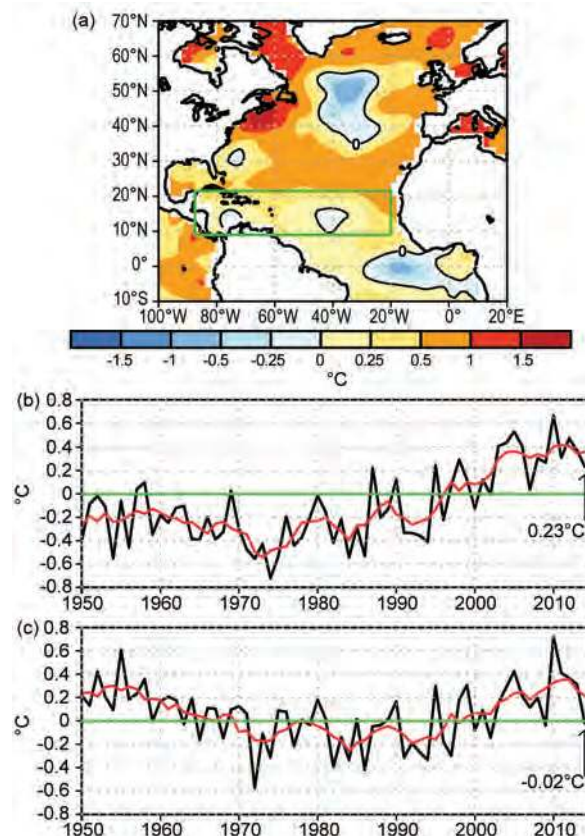 (a)
70°N
60°N
50°N
40°N
30°N
20°N
10°N
0°
10°S
0
0
100°W 80°W 60°W 40°W 20°W 0° 20°E
-1.5 -1 -0.5 -0.25 0 0.25 0.5 1 1.5
°C
(b)
0.8
0.6
0.4
0.2
0
-0.2
-0.4
-0.6
-0.8
°C
0.23°C
1950 1960 1970 1980 1990 2000 2010
(c)
0.8
0.6
0.4
0.2
0
-0.2
-0.4
-0.6
-0.8
°C
-0.02°C
1950 1960 1970 1980 1990 2000 2010